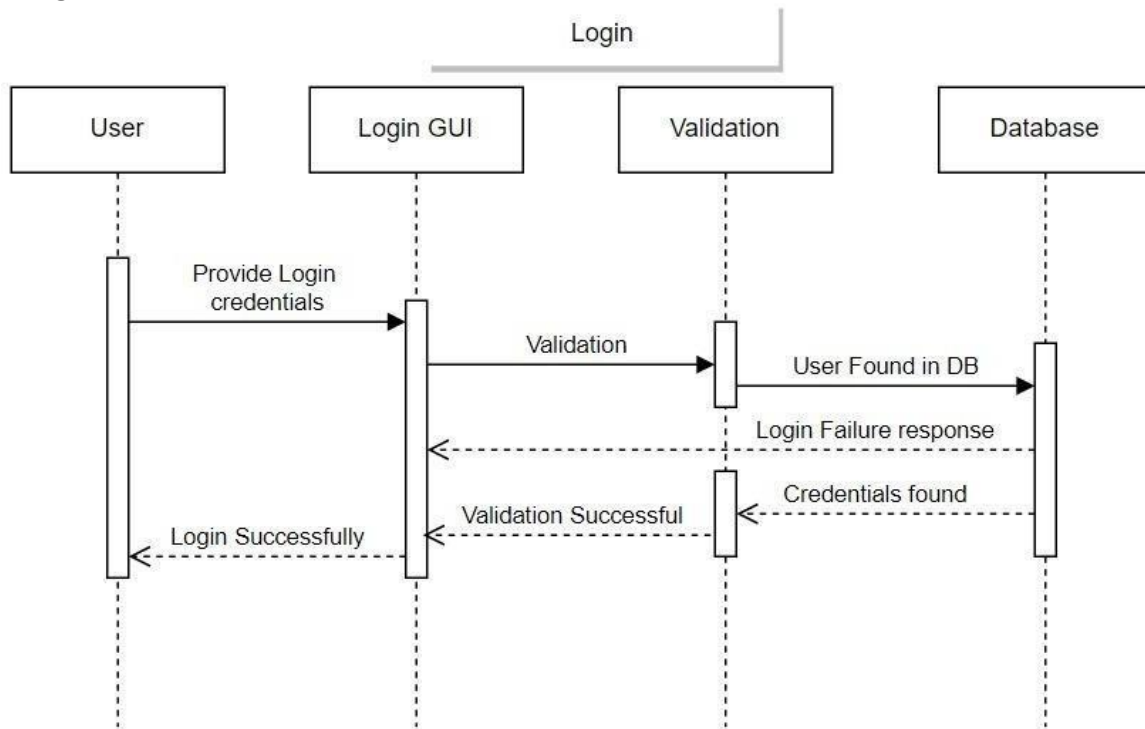 Login
User
Login GUI
Validation
Database
Provide Login
credentials
Validation
User Found in DB
Login Failure response
Credentials found
Validation Successful
Login Successfully